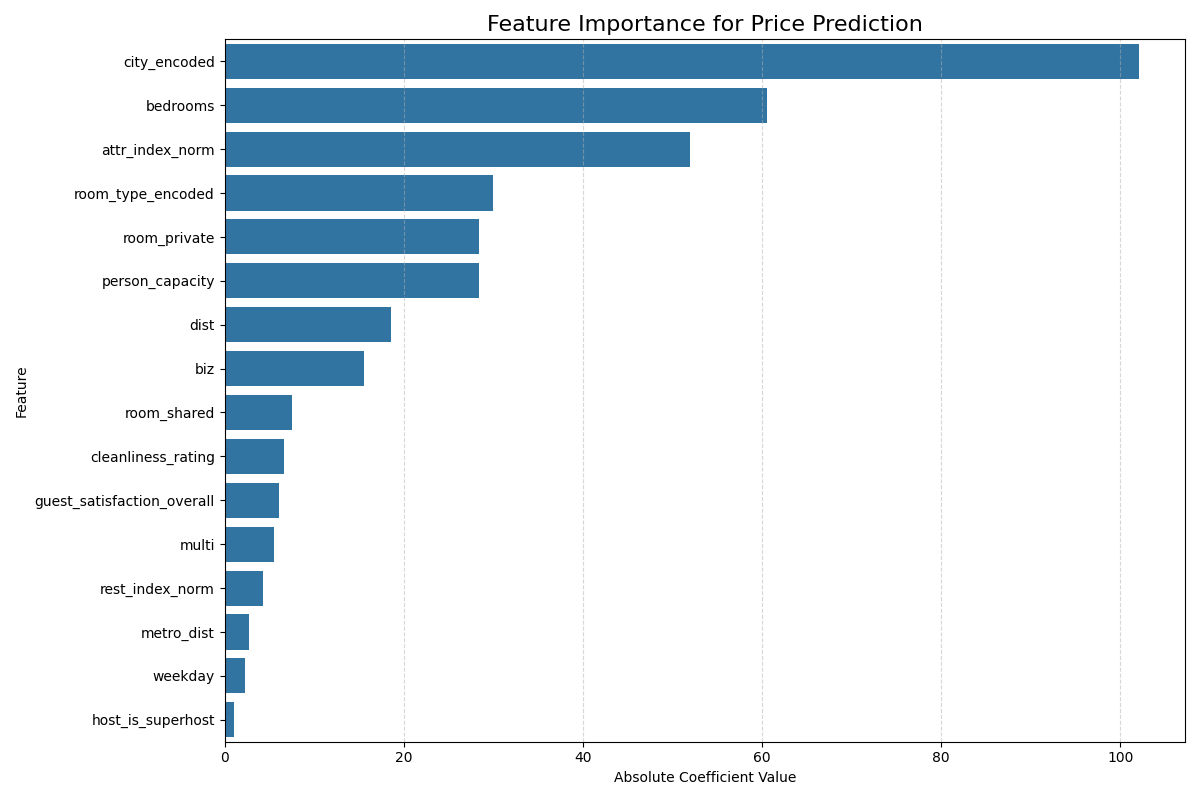 Feature Importance for Price Prediction
Feature
city_encoded
bedrooms
attr_index_norm
room_type_encoded
room_private
person_capacity
dist
biz
room_shared
cleanliness_rating
guest_satisfaction_overall
multi
rest_index_norm
metro_dist
weekday
host_is_superhost
0 20 40 60 80 100
Absolute Coefficient Value